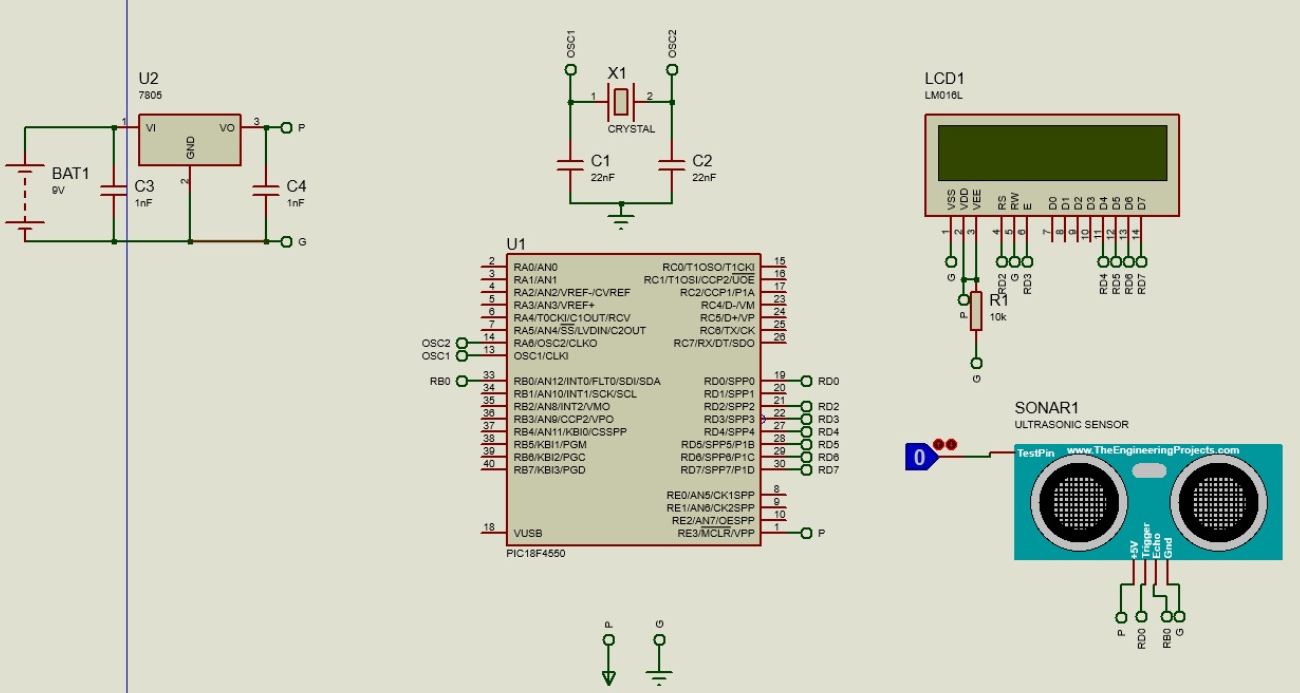 U2
7805
1
VI
VO
3
P
GND
2
BAT1
9V
C3
1nF
C4
1nF
G
OSC1
OSC2
X1
1
2
CRYSTAL
C1
22nF
C2
22nF
LCD1
LM016L
VSS
VDD
VEE
RS
RW
E
D0
D1
D2
D3
D4
D5
D6
D7
1
2
3
4
5
6
7
8
9
10
11
12
13
14
G
P
RD2
G
RD3
RD4
RD5
RD6
RD7
R1
10k
G
U1
2 RA0/AN0
3 RA1/AN1
4 RA2/AN2/VREF-/CVREF
5 RA3/AN3/VREF+
6 RA4/T0CKI/C1OUT/RCV
7 RA5/AN4/SS/LVDIN/C2OUT
OSC2 14 RA6/OSC2/CLKO
OSC1 13 OSC1/CLKI
RB0 33 RB0/AN12/INT0/FLT0/SDI/SDA
34 RB1/AN10/INT1/SCK/SCL
35 RB2/AN8/INT2/VMO
36 RB3/AN9/CCP2/VPO
37 RB4/AN11/KBI0/CSSPP
38 RB5/KBI1/PGM
39 RB6/KBI2/PGC
40 RB7/KBI3/PGD
18 VUSB
RC0/T1OSO/T1CKI 15
RC1/T1OSI/CCP2/UOE 16
RC2/CCP1/P1A 17
RC4/D-/VM 23
RC5/D+/VP 24
RC6/TX/CK 25
RC7/RX/DT/SDO 26
RD0/SPP0 19 RD0
RD1/SPP1 20
RD2/SPP2 21 RD2
RD3/SPP3 22 RD3
RD4/SPP4 27 RD4
RD5/SPP5/P1B 28 RD5
RD6/SPP6/P1C 29 RD6
RD7/SPP7/P1D 30 RD7
RE0/AN5/CK1SPP 8
RE1/AN6/CK2SPP 9
RE2/AN7/OESPP 10
RE3/MCLR/VPP 1 P
PIC18F4550
P
G
SONAR1
ULTRASONIC SENSOR
0
TestPin
www.TheEngineeringProjects.com
+5V
Trigger
Echo
Gnd
P
RD0
RB0
G